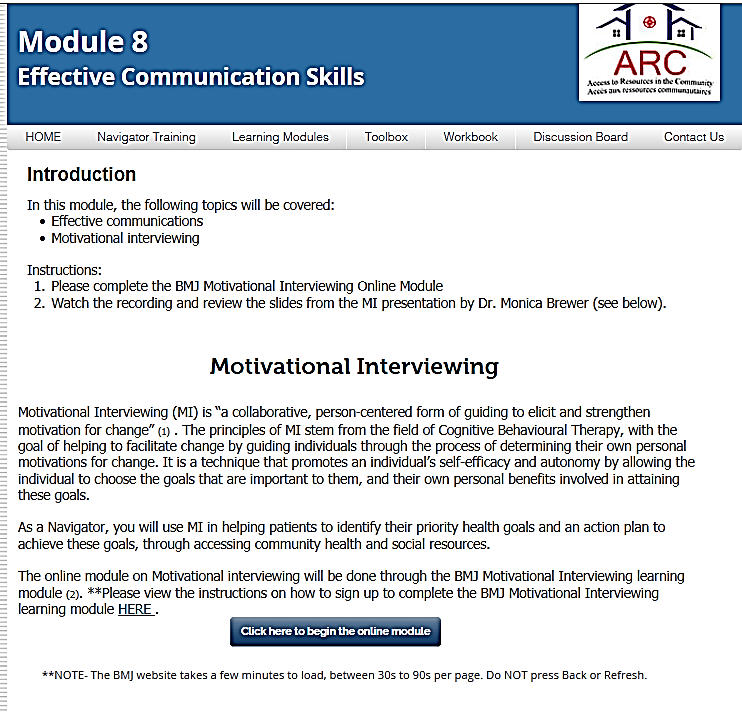 Module 8
Effective Communication Skills
ARC
Access to Resources in the Community
Accès aux ressources communautaires
HOME
Navigator Training
Learning Modules
Toolbox
Workbook
Discussion Board
Contact Us
Introduction
In this module, the following topics will be covered:
• Effective communications
• Motivational interviewing
Instructions:
1. Please complete the BMJ Motivational Interviewing Online Module
2. Watch the recording and review the slides from the MI presentation by Dr. Monica Brewer (see below).
Motivational Interviewing
Motivational Interviewing (MI) is “a collaborative, person-centered form of guiding to elicit and strengthen
motivation for change” (1) . The principles of MI stem from the field of Cognitive Behavioural Therapy, with the
goal of helping to facilitate change by guiding individuals through the process of determining their own personal
motivations for change. It is a technique that promotes an individual’s self-efficacy and autonomy by allowing the
individual to choose the goals that are important to them, and their own personal benefits involved in attaining
these goals.
As a Navigator, you will use MI in helping patients to identify their priority health goals and an action plan to
achieve these goals, through accessing community health and social resources.
The online module on Motivational interviewing will be done through the BMJ Motivational Interviewing learning
module (2). **Please view the instructions on how to sign up to complete the BMJ Motivational Interviewing
learning module HERE .
Click here to begin the online module
**NOTE- The BMJ website takes a few minutes to load, between 30s to 90s per page. Do NOT press Back or Refresh.